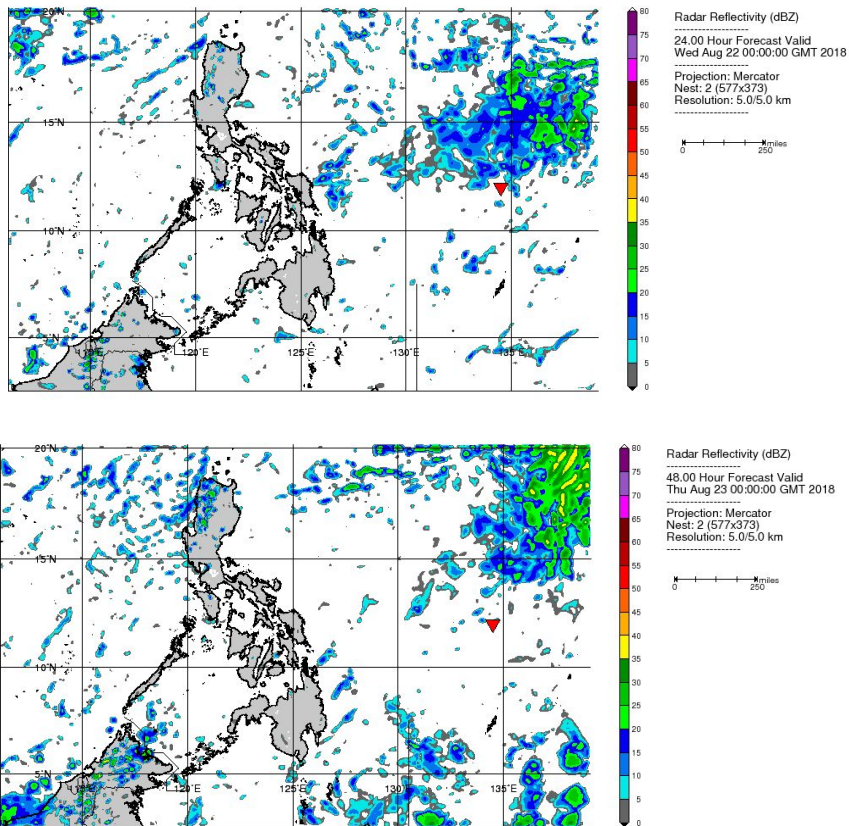 20°N
15°N
10°N
5°N
115°E
120°E
125°E
130°E
135°E
80
75
70
65
60
55
50
45
40
35
30
25
20
15
10
5
0
Radar Reflectivity (dBZ)
--------------------
24.00 Hour Forecast Valid
Wed Aug 22 00:00:00 GMT 2018
--------------------
Projection: Mercator
Nest: 2 (577x373)
Resolution: 5.0/5.0 km
--------------------
miles
0 250
20°N
15°N
10°N
5°N
115°E
120°E
125°E
130°E
135°E
80
75
70
65
60
55
50
45
40
35
30
25
20
15
10
5
0
Radar Reflectivity (dBZ)
--------------------
48.00 Hour Forecast Valid
Thu Aug 23 00:00:00 GMT 2018
--------------------
Projection: Mercator
Nest: 2 (577x373)
Resolution: 5.0/5.0 km
--------------------
miles
0 250